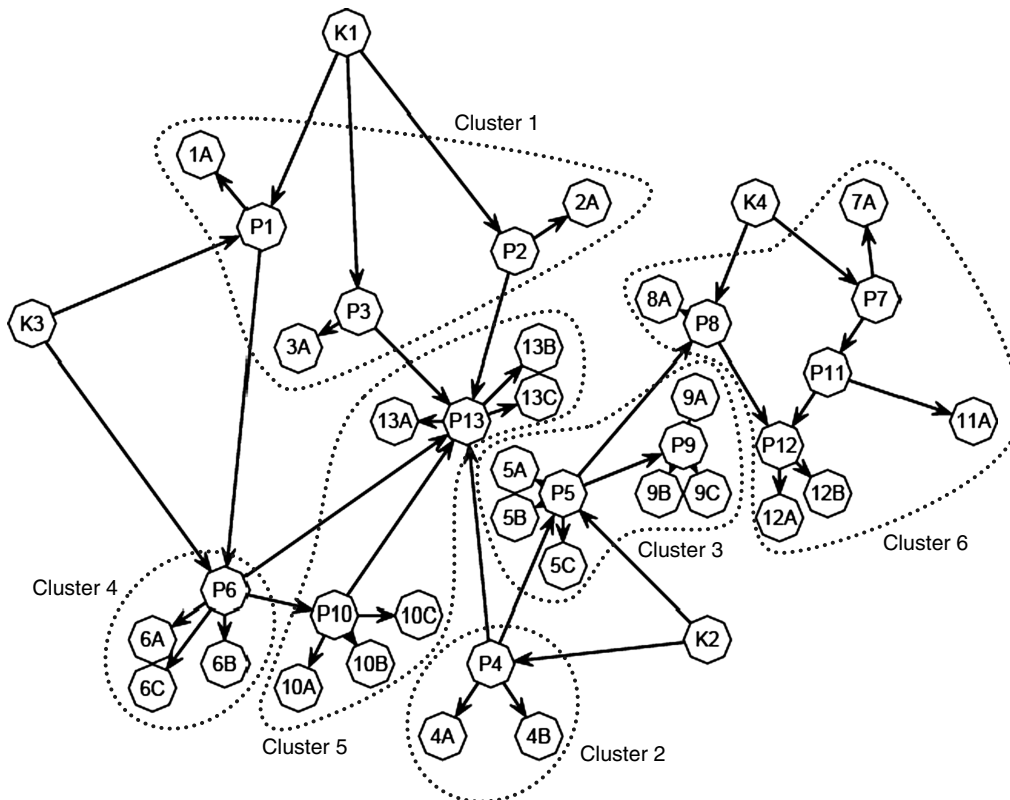 K1
Cluster 1
1A
K4
7A
2A
P1
P2
8A
P7
P3
K3
P8
3A
13B
P11
13C
9A
13A
P13
11A
P12
P9
5A
P5
9B
9C
12B
5B
12A
Cluster 3
Cluster 6
5C
Cluster 4
P6
P10
10C
6A
K2
6B
10B
P4
6C
10A
4A
4B
Cluster 5
Cluster 2